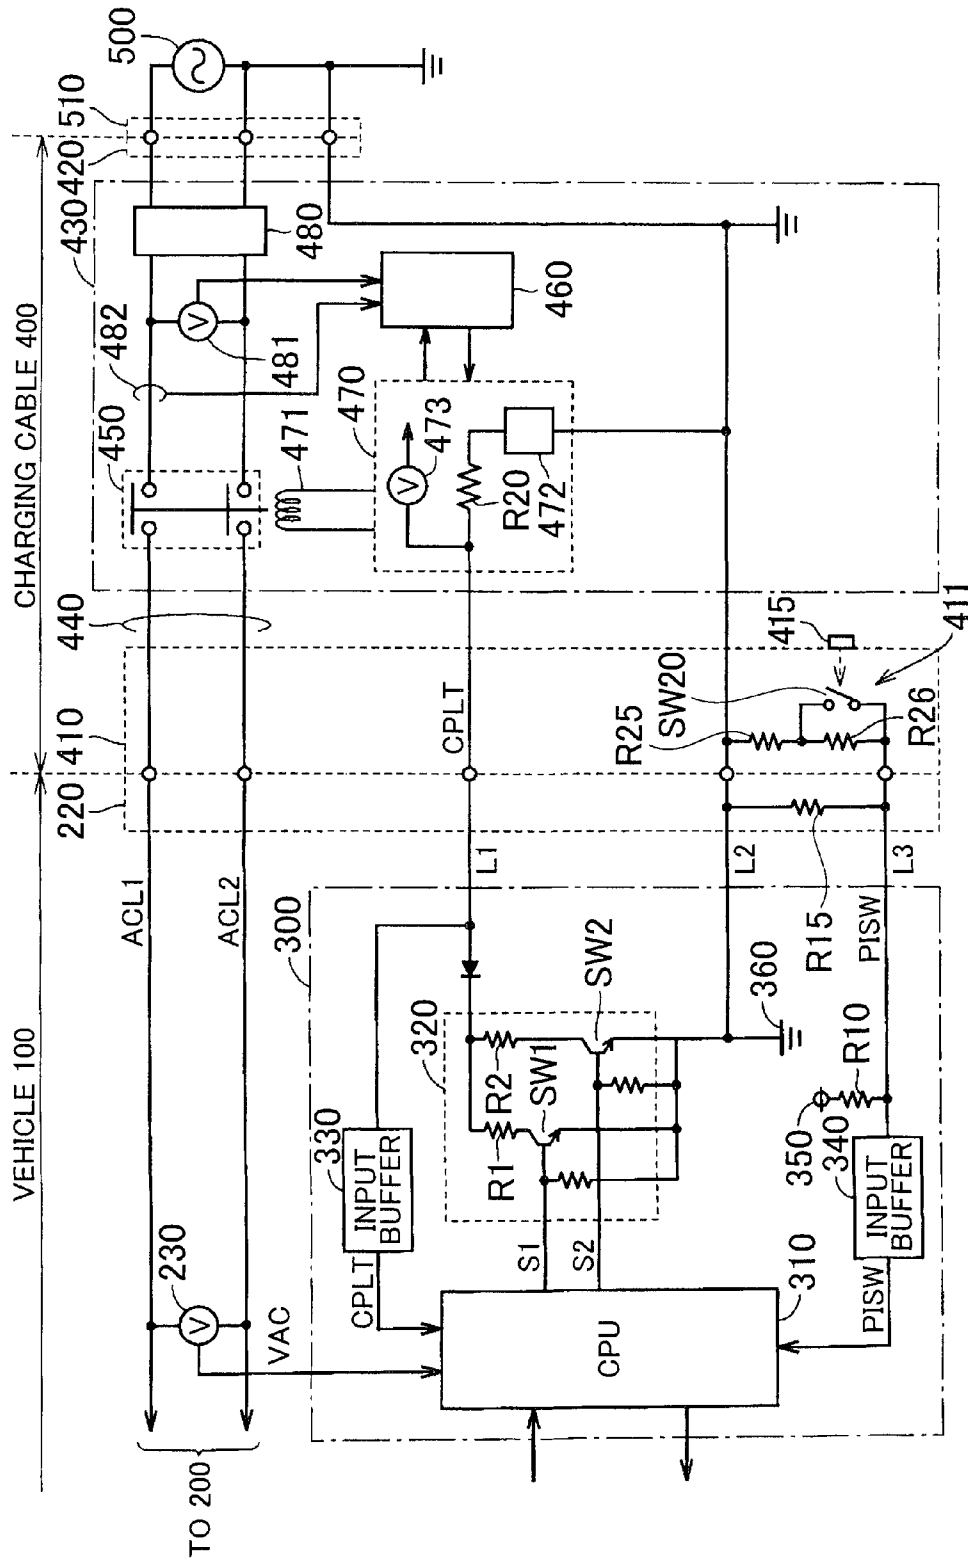 VEHICLE 100
CHARGING CABLE 400
TO 200
230
VAC
ACL1
ACL2
220
410
440
450
482
430
420
510
500
481
480
471
470
473
460
R20
472
CPLT
L1
300
330
INPUT
BUFFER
CPLT
320
R1
R2
SW1
SW2
S1
S2
CPU
310
L2
360
R15
R25
SW20
415
411
R26
L3
PISW
350
R10
340
INPUT
BUFFER
PISW